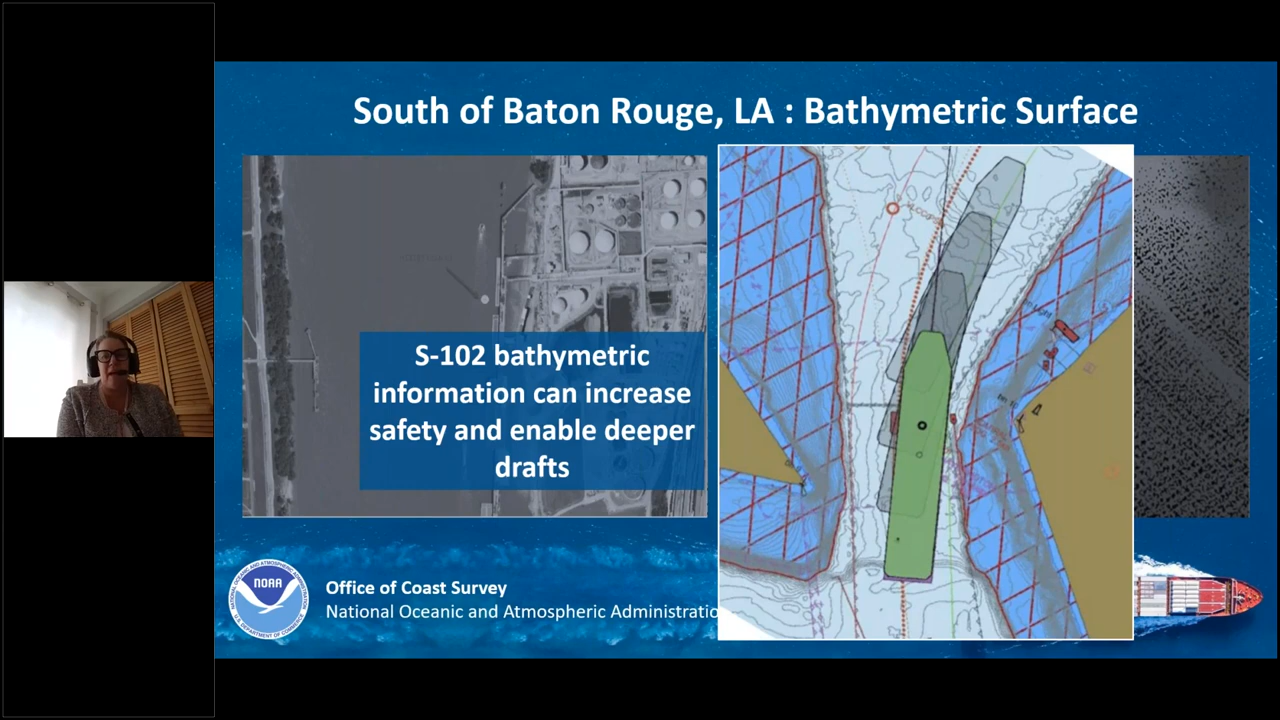 South of Baton Rouge, LA : Bathymetric Surface
S-102 bathymetric
information can increase
safety and enable deeper
drafts
NOAA
Office of Coast Survey
National Oceanic and Atmospheric Administratio